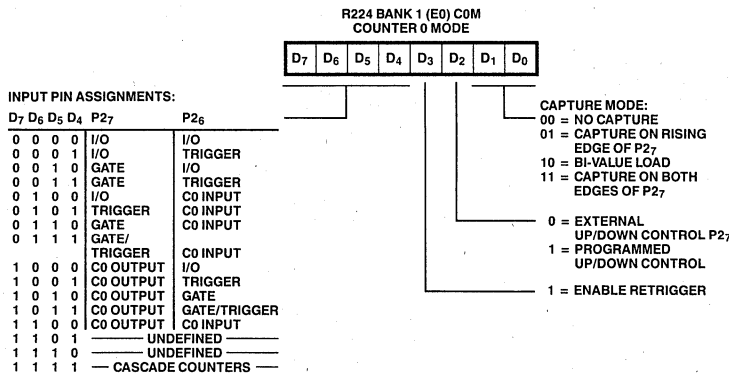 R224 BANK 1 (E0) C0M
COUNTER 0 MODE
D7 D6 D5 D4 D3 D2 D1 D0
INPUT PIN ASSIGNMENTS:
D7 D6 D5 D4 P27 P26
0 0 0 0 I/O I/O
0 0 0 1 I/O TRIGGER
0 0 1 0 GATE I/O
0 0 1 1 GATE TRIGGER
0 1 0 0 I/O C0 INPUT
0 1 0 1 TRIGGER C0 INPUT
0 1 1 0 GATE C0 INPUT
0 1 1 1 GATE/
TRIGGER C0 INPUT
1 0 0 0 C0 OUTPUT I/O
1 0 0 1 C0 OUTPUT TRIGGER
1 0 1 0 C0 OUTPUT GATE
1 0 1 1 C0 OUTPUT GATE/TRIGGER
1 1 0 0 C0 OUTPUT C0 INPUT
1 1 0 1 UNDEFINED
1 1 1 0 UNDEFINED
1 1 1 1 CASCADE COUNTERS
CAPTURE MODE:
00 = NO CAPTURE
01 = CAPTURE ON RISING
EDGE OF P27
10 = BI-VALUE LOAD
11 = CAPTURE ON BOTH
EDGES OF P27
0 = EXTERNAL
UP/DOWN CONTROL P27
1 = PROGRAMMED
UP/DOWN CONTROL
1 = ENABLE RETRIGGER